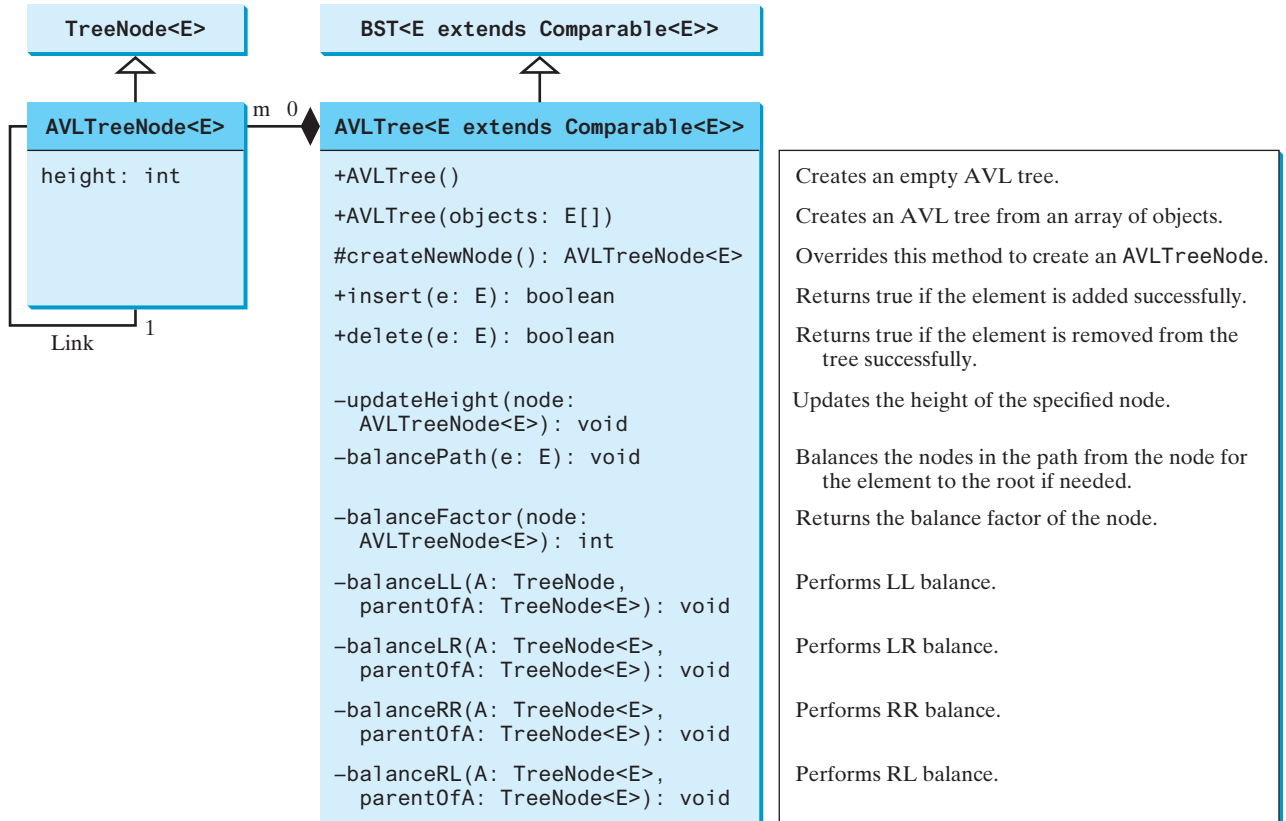 TreeNode<E>
BST<E extends Comparable<E>>
m 0
AVLTreeNode<E>
AVLTree<E extends Comparable<E>>
height: int
Link
1
+AVLTree()
Creates an empty AVL tree.
+AVLTree(objects: E[])
Creates an AVL tree from an array of objects.
#createNewNode(): AVLTreeNode<E>
Overrides this method to create an AVLTreeNode.
+insert(e: E): boolean
Returns true if the element is added successfully.
+delete(e: E): boolean
Returns true if the element is removed from the
tree successfully.
–updateHeight(node:
AVLTreeNode<E>): void
Updates the height of the specified node.
–balancePath(e: E): void
Balances the nodes in the path from the node for
the element to the root if needed.
–balanceFactor(node:
AVLTreeNode<E>): int
Returns the balance factor of the node.
–balanceLL(A: TreeNode,
parentOfA: TreeNode<E>): void
Performs LL balance.
–balanceLR(A: TreeNode<E>,
parentOfA: TreeNode<E>): void
Performs LR balance.
–balanceRR(A: TreeNode<E>,
parentOfA: TreeNode<E>): void
Performs RR balance.
–balanceRL(A: TreeNode<E>,
parentOfA: TreeNode<E>): void
Performs RL balance.